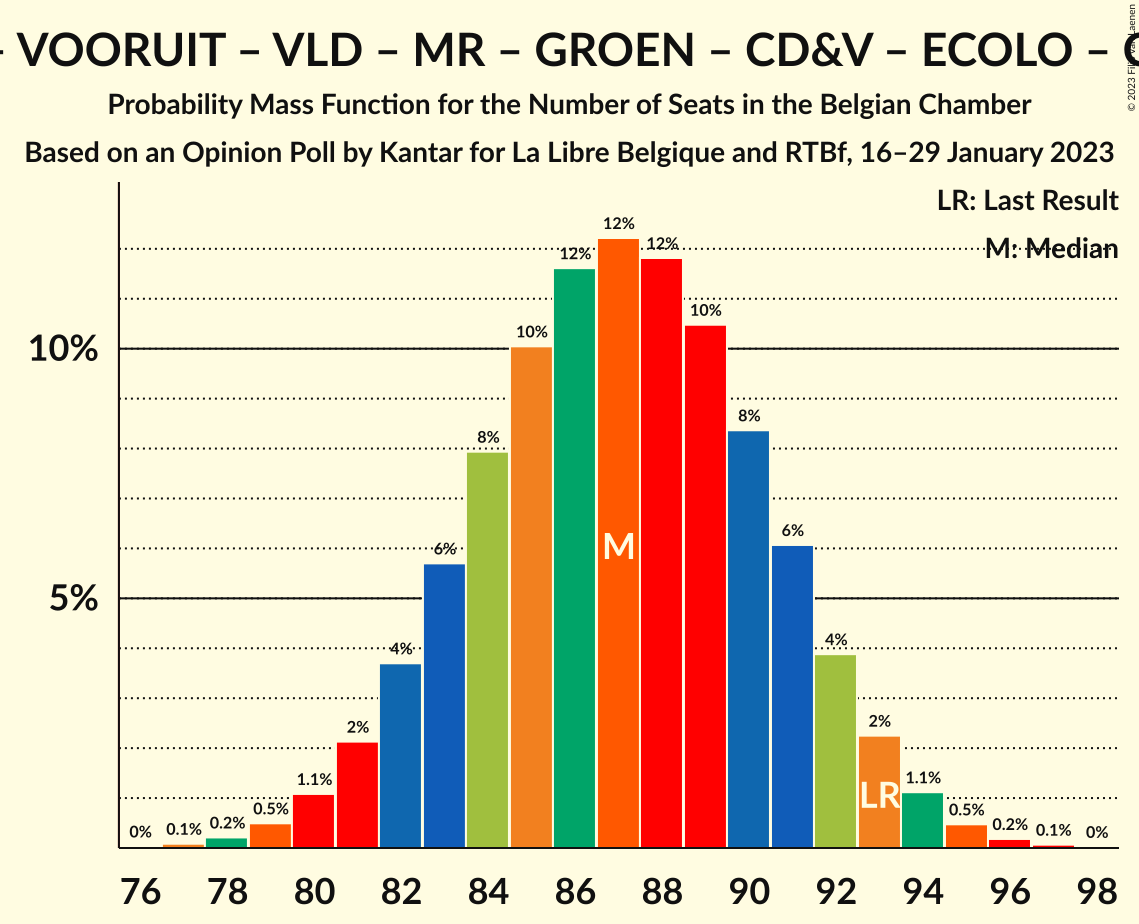 – VOORUIT – VLD – MR – GROEN – CD&V – ECOLO –
Probability Mass Function for the Number of Seats in the Belgian Chamber
Based on an Opinion Poll by Kantar for La Libre Belgique and RTBf, 16–29 January 2023
© 2023 Filip van Laenen
LR: Last Result
M: Median
10%
5%
0% 0.1% 0.2% 0.5% 1.1% 2% 4% 6% 8% 10% 12% 12% 12% 10% 8% 6% 4% 2% 1.1% 0.5% 0.2% 0.1% 0%
M
LR
76 78 80 82 84 86 88 90 92 94 96 98